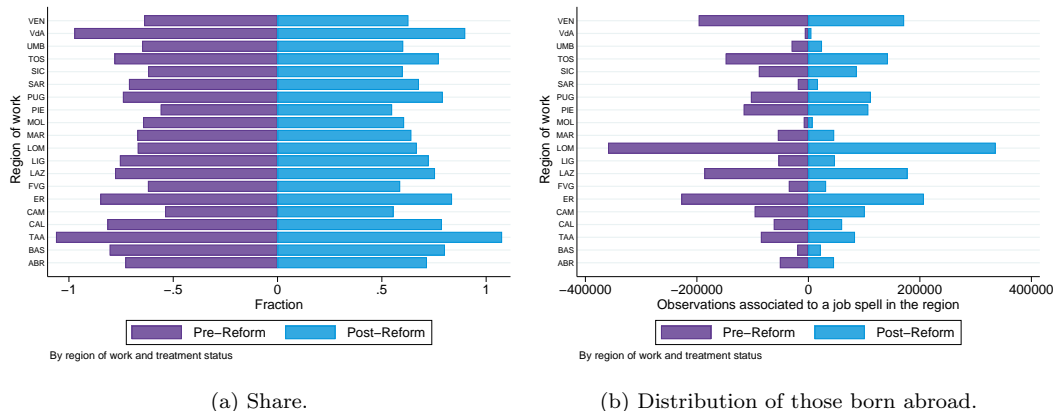 Region of work
VEN
VdA
UMB
TOS
SIC
SAR
PUG
PIE
MOL
MAR
LOM
LIG
LAZ
FVG
ER
CAM
CAL
TAA
BAS
ABR
−1 −.5 0 .5 1
Fraction
Pre−Reform Post−Reform
By region of work and treatment status
(a) Share.
Region of work
VEN
VdA
UMB
TOS
SIC
SAR
PUG
PIE
MOL
MAR
LOM
LIG
LAZ
FVG
ER
CAM
CAL
TAA
BAS
ABR
−400000 −200000 0 200000 400000
Observations associated to a job spell in the region
Pre−Reform Post−Reform
By region of work and treatment status
(b) Distribution of those born abroad.